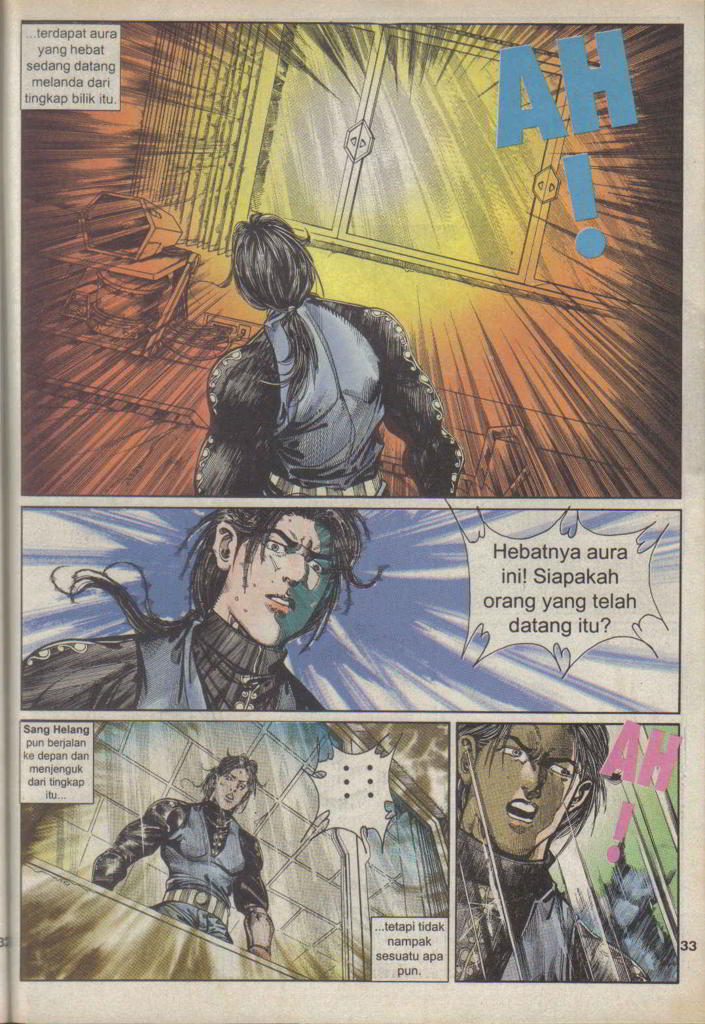 ...terdapat aura
yang hebat
sedang datang
melanda dari
tingkap bilik itu.
AH
!
Hebatnya aura
ini! Siapakah
orang yang telah
datang itu?
Sang Helang
pun berjalan
ke depan dan
menjenguk
dari tingkap
itu...
...tetapi tidak
nampak
sesuatu apa
pun.
AH
!
33